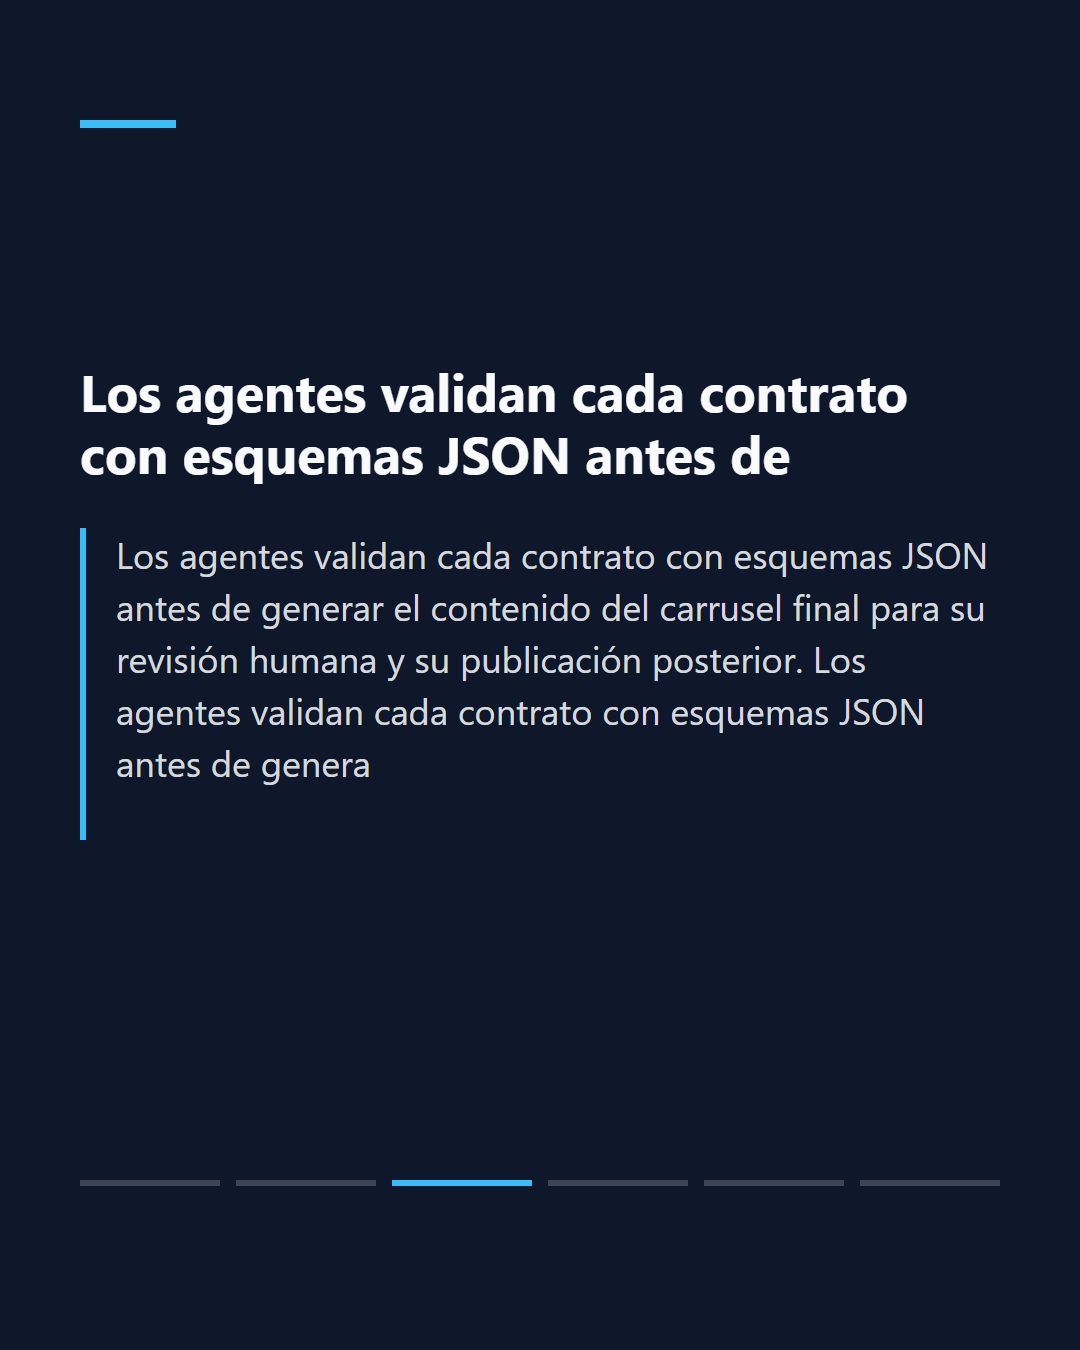 Los agentes validan cada contrato
con esquemas JSON antes de
Los agentes validan cada contrato con esquemas JSON
antes de generar el contenido del carrusel final para su
revisión humana y su publicación posterior. Los
agentes validan cada contrato con esquemas JSON
antes de genera